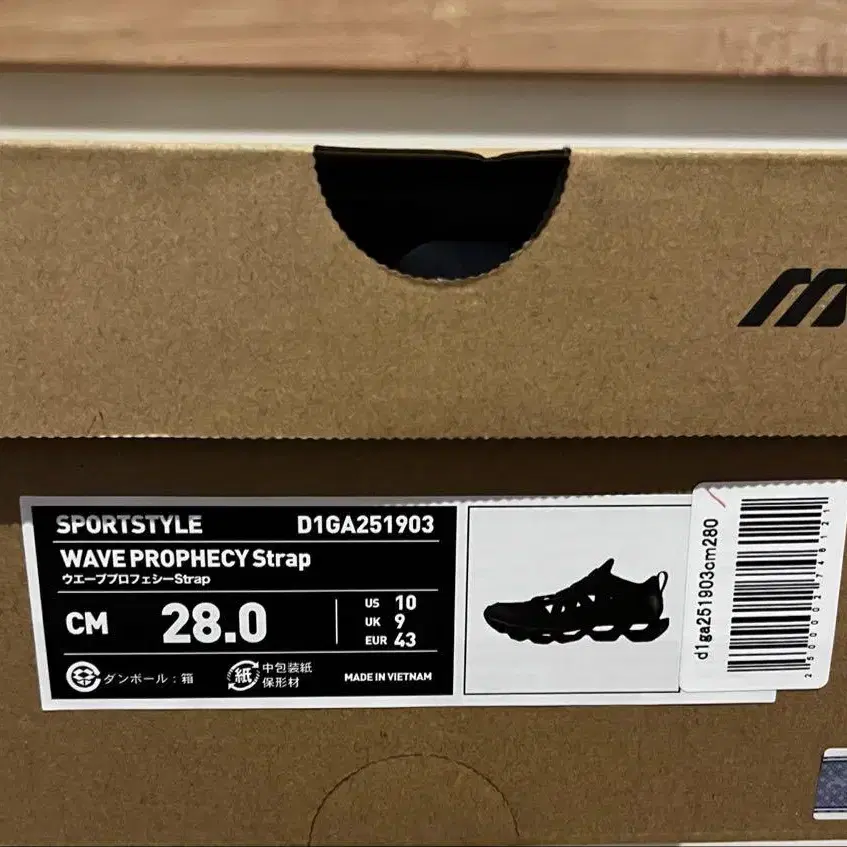 SPORTSTYLE D1GA251903
WAVE PROPHECY Strap
ウエーブプロフェシーStrap
CM 28.0
US 10
UK 9
EUR 43
ダンボール：箱
紙 中包装紙
保形材
MADE IN VIETNAM
d1ga251903cm280